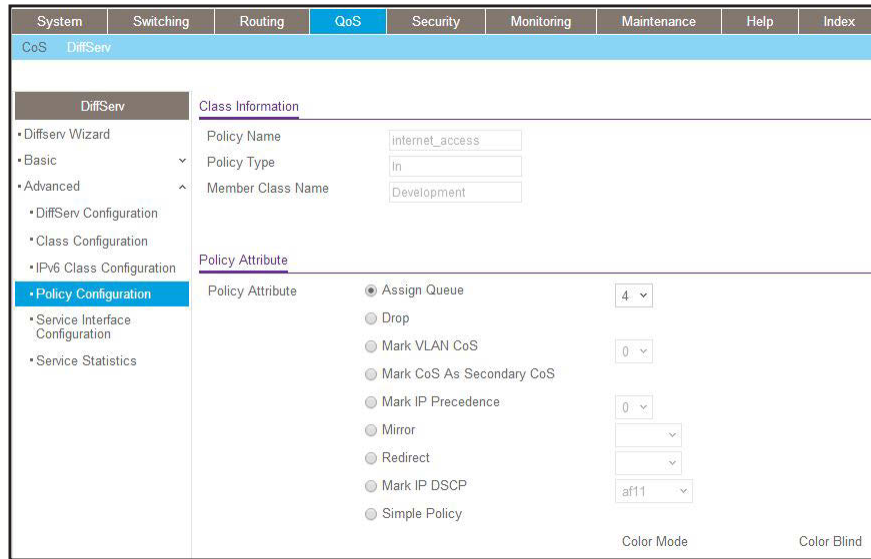 System Switching Routing QoS Security Monitoring Maintenance Help Index
CoS DiffServ
DiffServ
Diffserv Wizard
Basic
Advanced
DiffServ Configuration
Class Configuration
IPv6 Class Configuration
Policy Configuration
Service Interface
Configuration
Service Statistics
Class Information
Policy Name internet_access
Policy Type In
Member Class Name Development
Policy Attribute
Policy Attribute Assign Queue 4
Drop
Mark VLAN CoS 0
Mark CoS As Secondary CoS
Mark IP Precedence 0
Mirror
Redirect
Mark IP DSCP af11
Simple Policy
Color Mode Color Blind